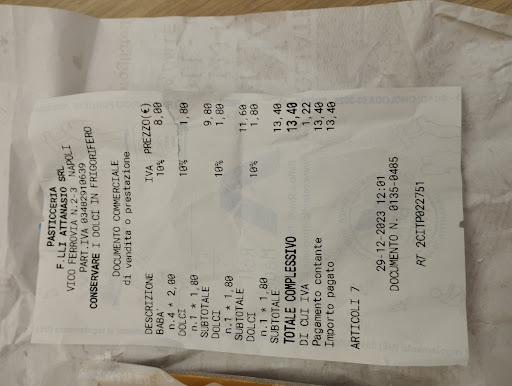 PASTICCERIA
F.LLI ATTANASIO SRL
VICO FERROVIA N.2-3 NAPOLI
PART.IVA 03482910639
CONSERVARE I DOLCI IN FRIGORIFERO
DOCUMENTO COMMERCIALE
di vendita o prestazione
DESCRIZIONE IVA PREZZO(€)
BABA' 10% 8,00
n.4 * 2,00
DOLCI 10% 1,80
n.1 * 1,80
SUBTOTALE 9,80
DOLCI 10% 1,80
n.1 * 1,80
SUBTOTALE 11,60
DOLCI 10% 1,80
n.1 * 1,80
SUBTOTALE 13,40
TOTALE COMPLESSIVO 13,40
DI CUI IVA 1,22
Pagamento contante 13,40
Importo pagato 13,40
ARTICOLI 7
29-12-2023 12:01
DOCUMENTO N. 0135-0485
RT 2CITP022751